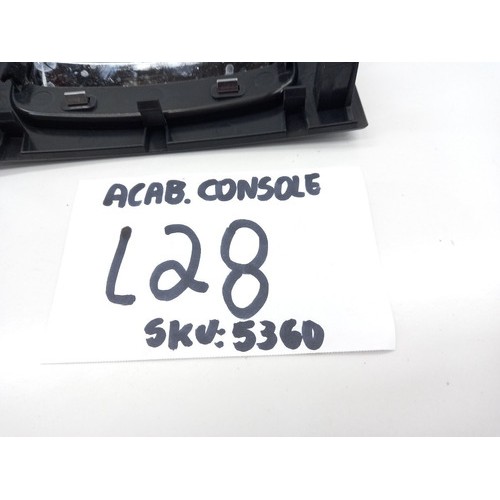 ACAB. CONSOLE
L28
SKU: 5360